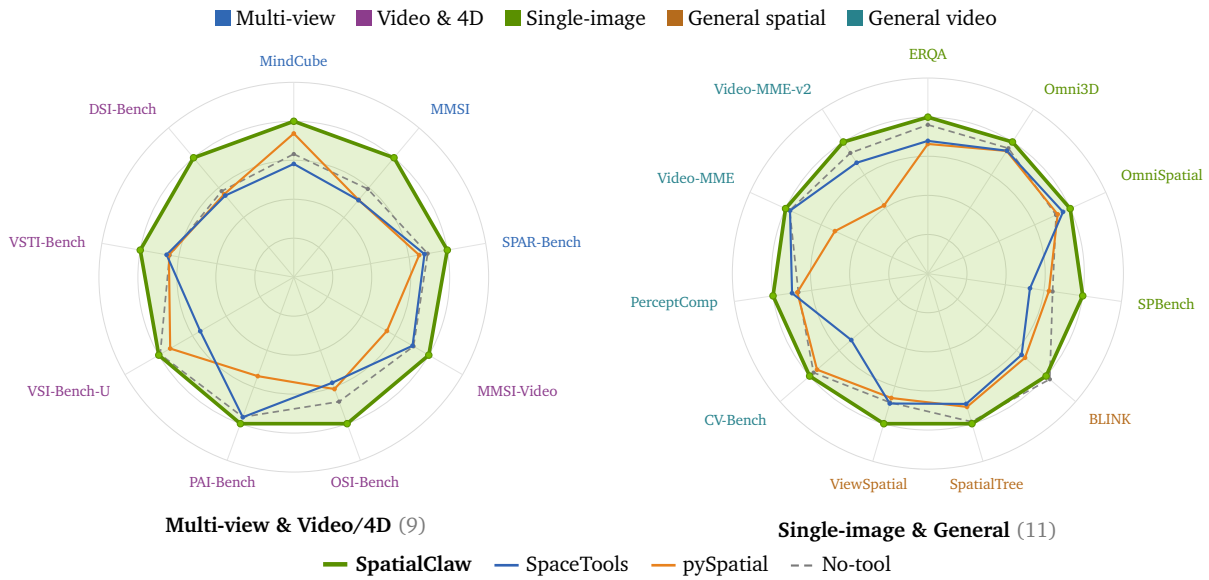 Multi-view Video & 4D Single-image General spatial General video
MindCube
DSI-Bench
MMSI
VSTI-Bench
SPAR-Bench
VSI-Bench-U
MMSI-Video
PAI-Bench
OSI-Bench
Multi-view & Video/4D (9)
ERQA
Video-MME-v2
Omni3D
Video-MME
OmniSpatial
PerceptComp
SPBench
CV-Bench
BLINK
ViewSpatial
SpatialTree
Single-image & General (11)
SpatialClaw SpaceTools pySpatial No-tool